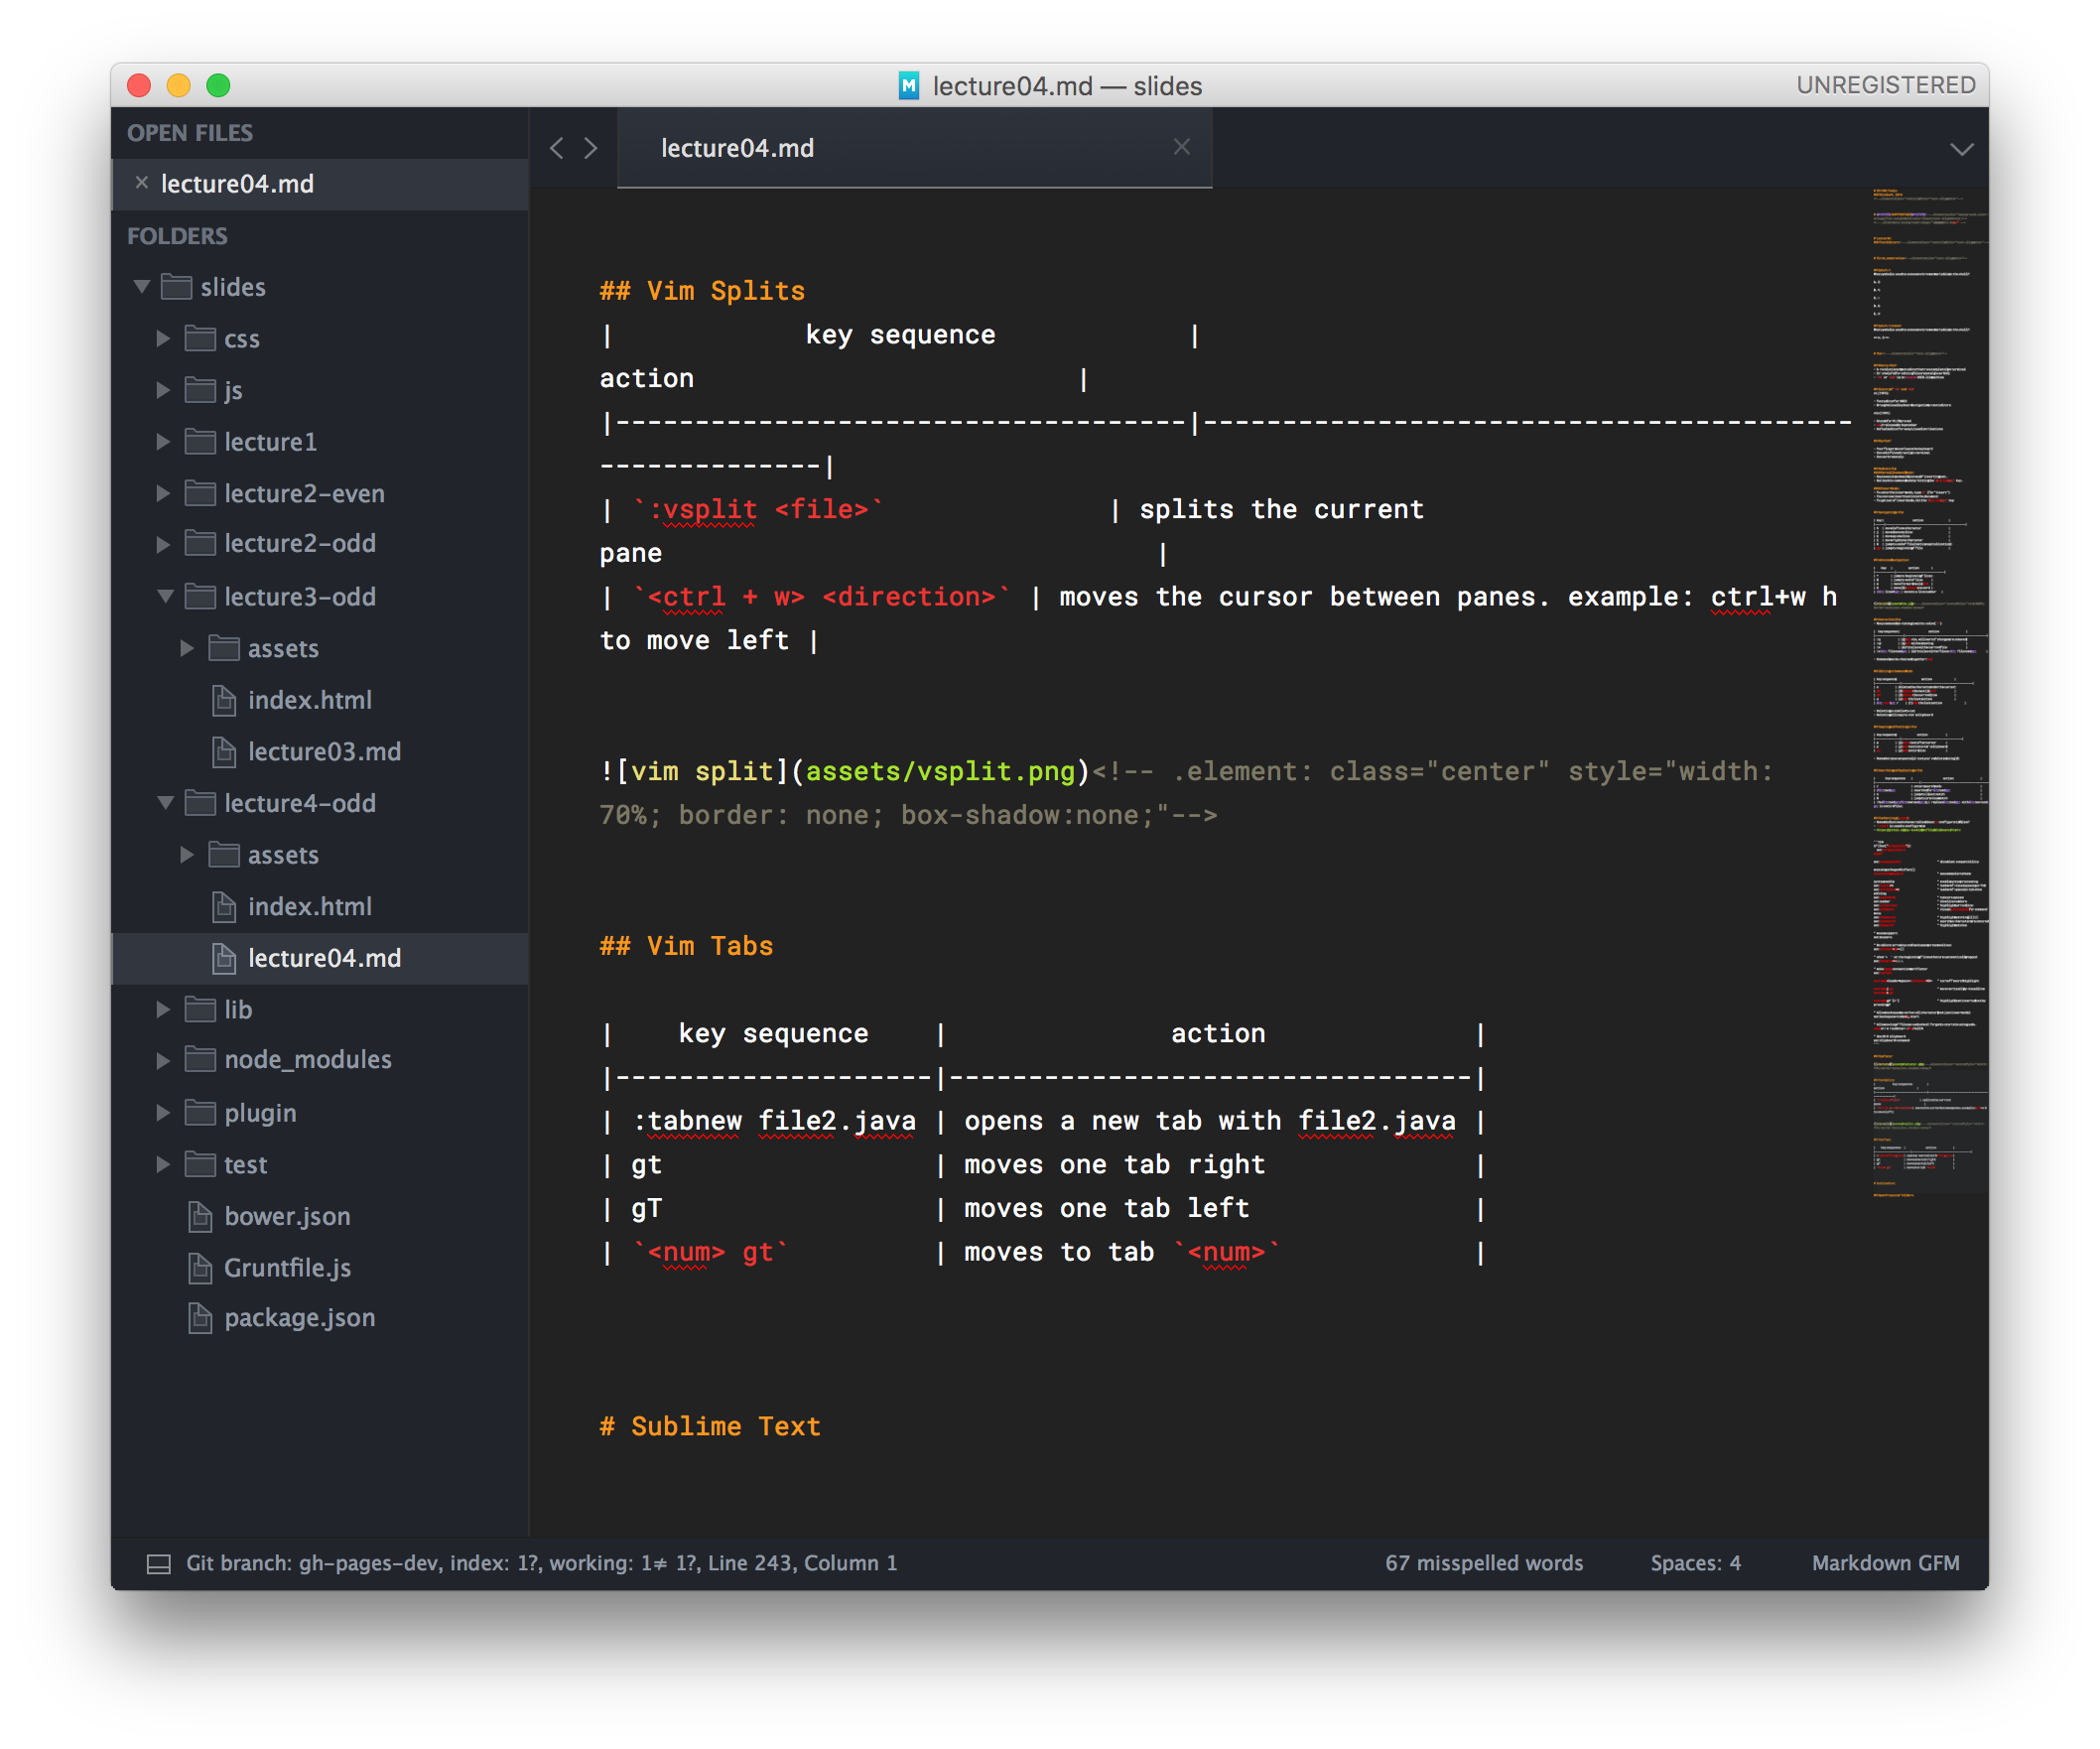 lecture04.md — slides
UNREGISTERED
OPEN FILES
lecture04.md
FOLDERS
slides
css
js
lecture1
lecture2-even
lecture2-odd
lecture3-odd
assets
index.html
lecture03.md
lecture4-odd
assets
index.html
lecture04.md
lib
node_modules
plugin
test
bower.json
Gruntfile.js
package.json
lecture04.md
## Vim Splits
|            key sequence            |
action                        |
|------------------------------------|-----------------------------------------
--------------|
| `:vsplit <file>`              | splits the current
pane                               |
| `<ctrl + w> <direction>` | moves the cursor between panes. example: ctrl+w h
to move left |
![vim split](assets/vsplit.png)<!-- .element: class="center" style="width:
70%; border: none; box-shadow:none;"-->
## Vim Tabs
|    key sequence    |              action             |
|--------------------|---------------------------------|
| :tabnew file2.java | opens a new tab with file2.java |
| gt                 | moves one tab right             |
| gT                 | moves one tab left              |
| `<num> gt`         | moves to tab `<num>`            |
# Sublime Text
Git branch: gh-pages-dev, index: 1?, working: 1≠ 1?, Line 243, Column 1
67 misspelled words
Spaces: 4
Markdown GFM